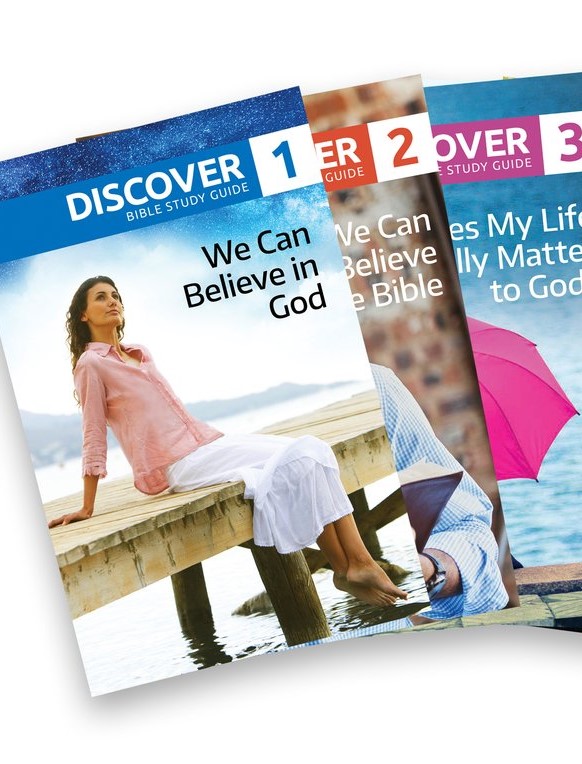 DISCOVER 1
BIBLE STUDY GUIDE
We Can
Believe in
God
ER 2
GUIDE
We Can
Believe
e Bible
OVER 3
E STUDY GUIDE
es My Life
lly Matte
to God